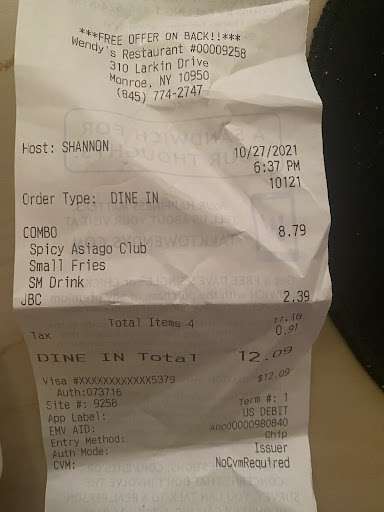 ***FREE OFFER ON BACK!!***
Wendy's Restaurant #00009258
310 Larkin Drive
Monroe, NY 10950
(845) 774-2747
Host: SHANNON 10/27/2021
6:37 PM
10121
Order Type: DINE IN
COMBO 8.79
Spicy Asiago Club
Small Fries
SM Drink
JBC 2.39
Total Items 4 11.18
Tax 0.91
DINE IN Total 12.09
Visa #XXXXXXXXXXXX5379 $12.09
Auth:073716
Site #: 9258 Term #: 1
App Label: US DEBIT
EMV AID: A0000000980840
Entry Method: Chip
Auth Mode: Issuer
CVM: NoCvmRequired